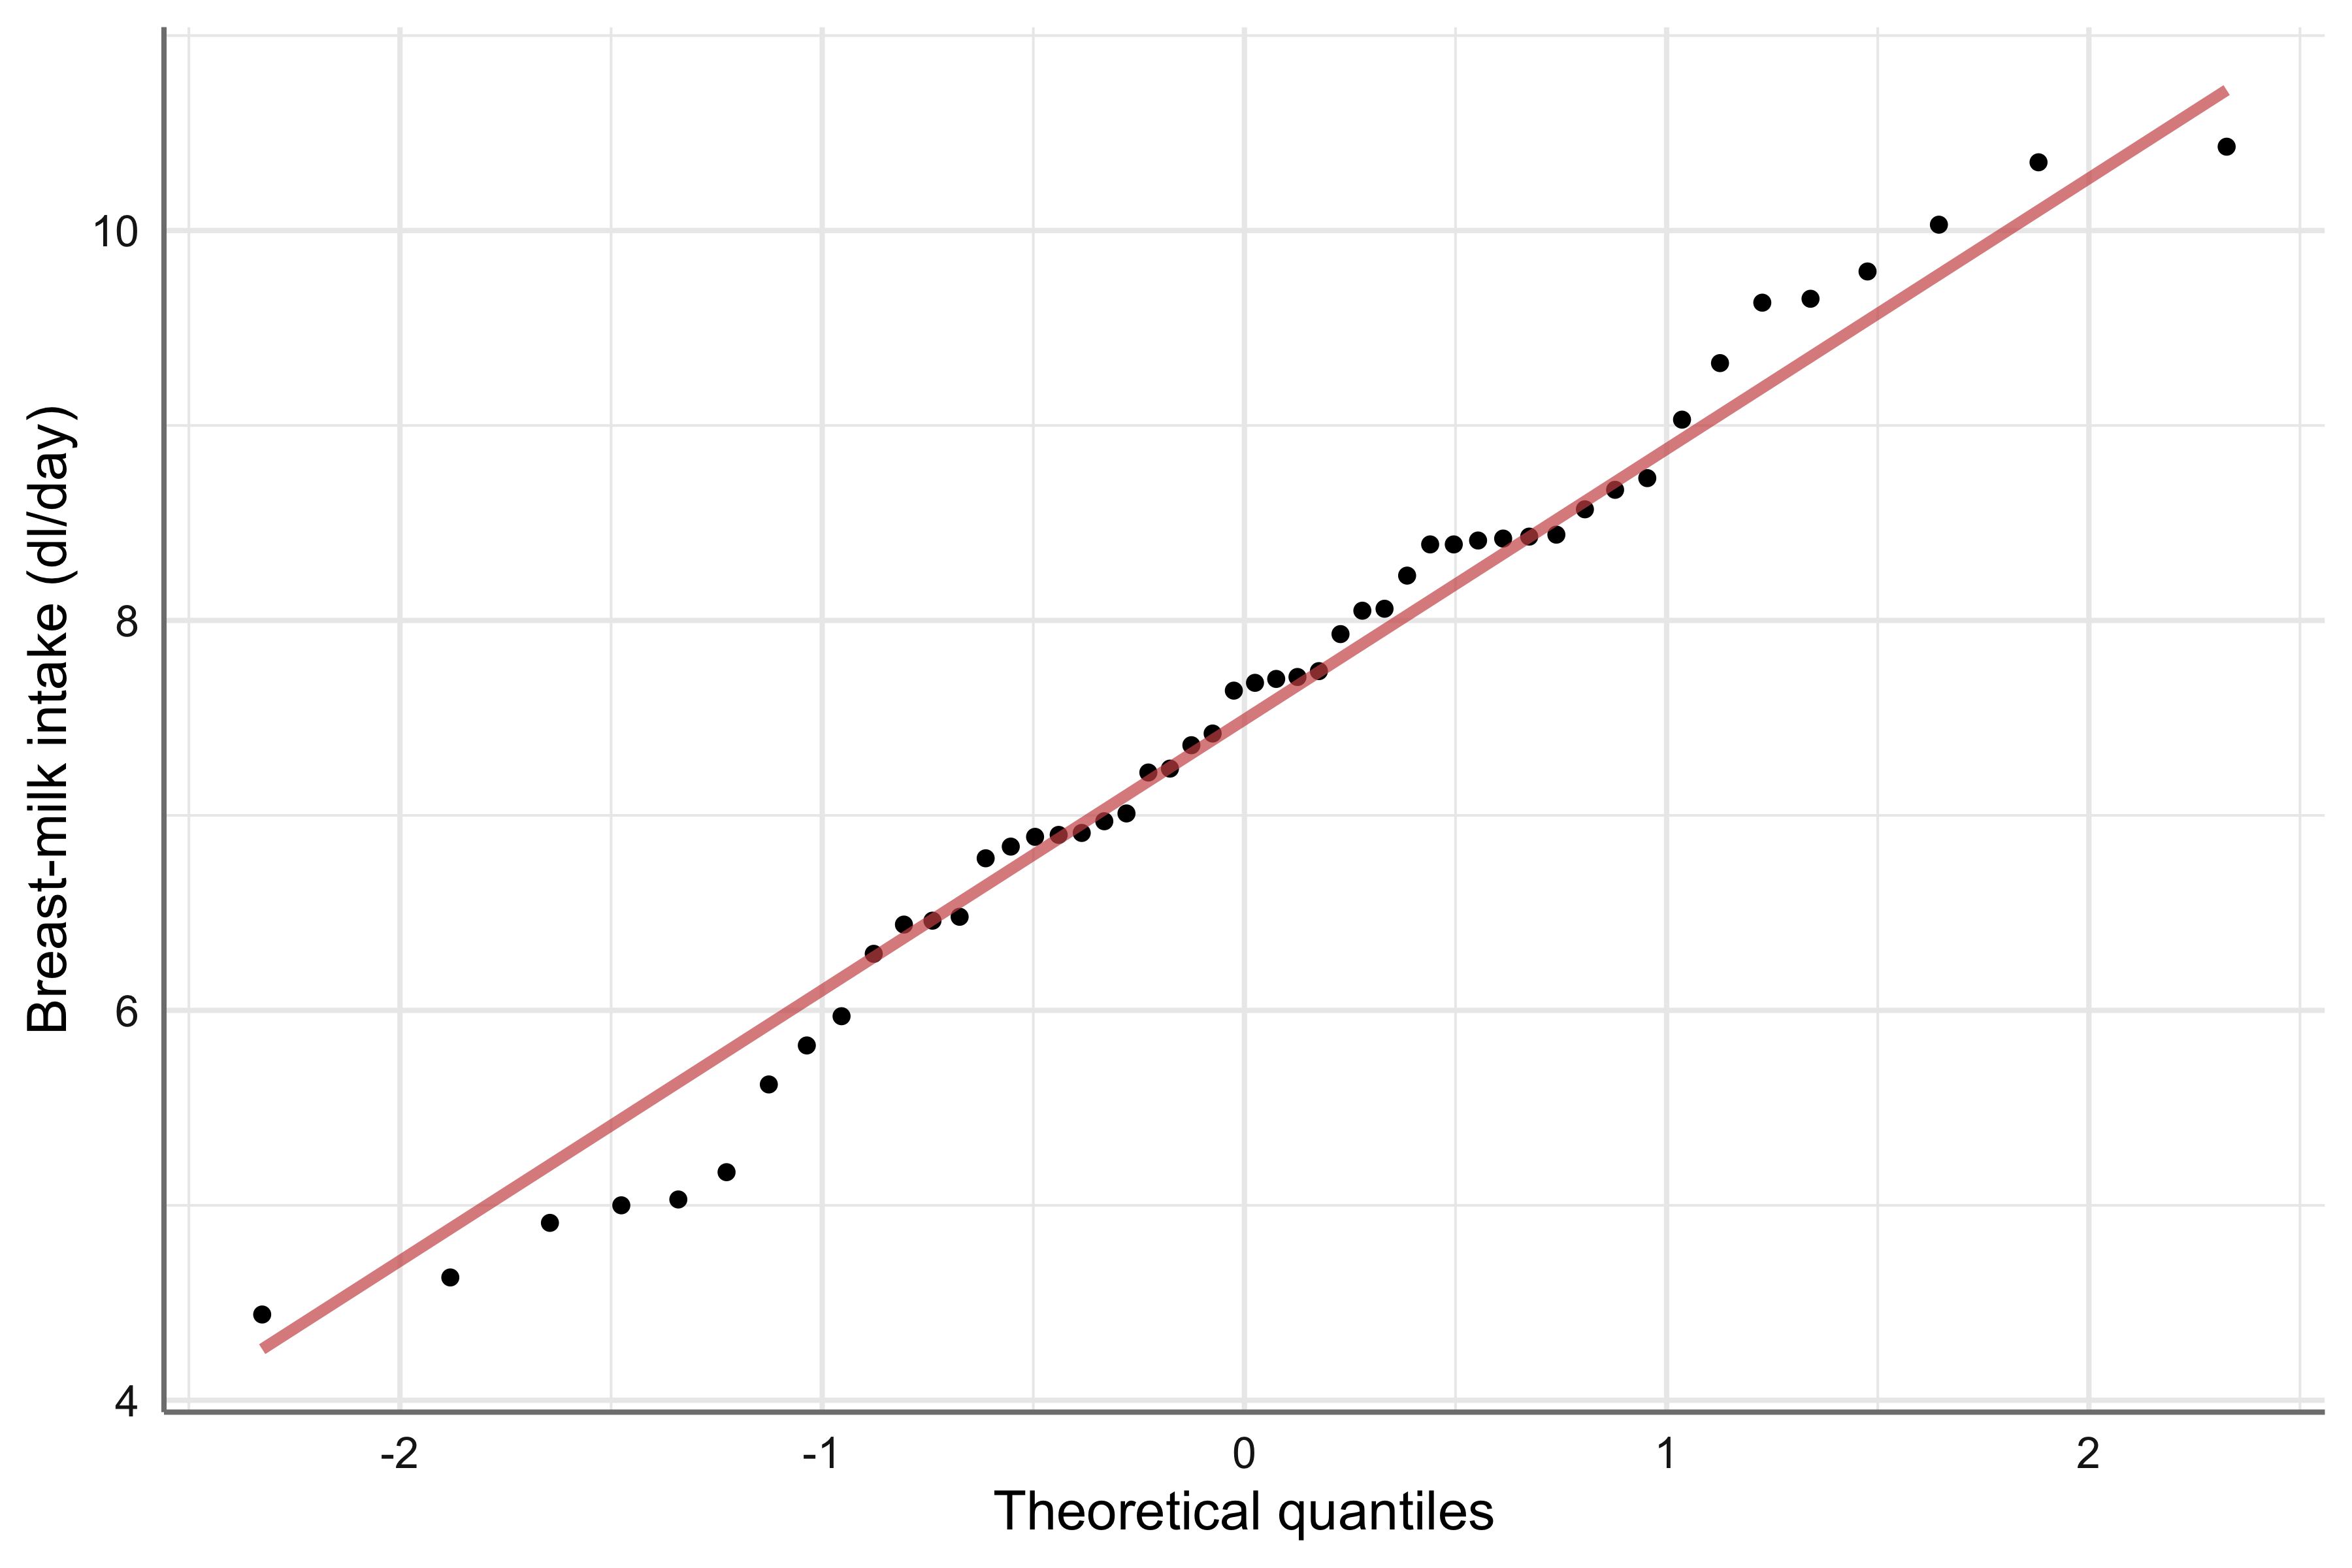 Breast-milk intake (dl/day)
10
8
6
4
-2 -1 0 1 2
Theoretical quantiles